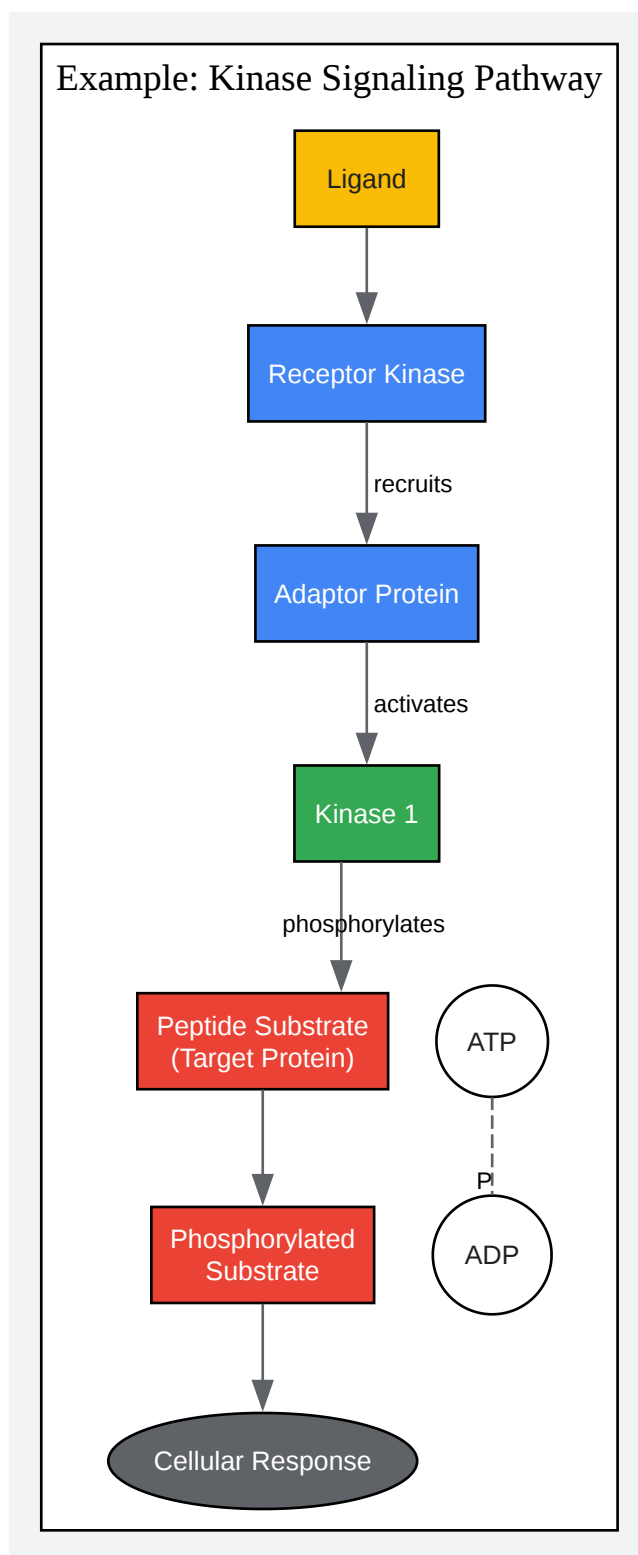 Example: Kinase Signaling Pathway
Ligand
Receptor Kinase
recruits
Adaptor Protein
activates
Kinase 1
phosphorylates
Peptide Substrate
(Target Protein)
ATP
P
Phosphorylated
Substrate
ADP
Cellular Response